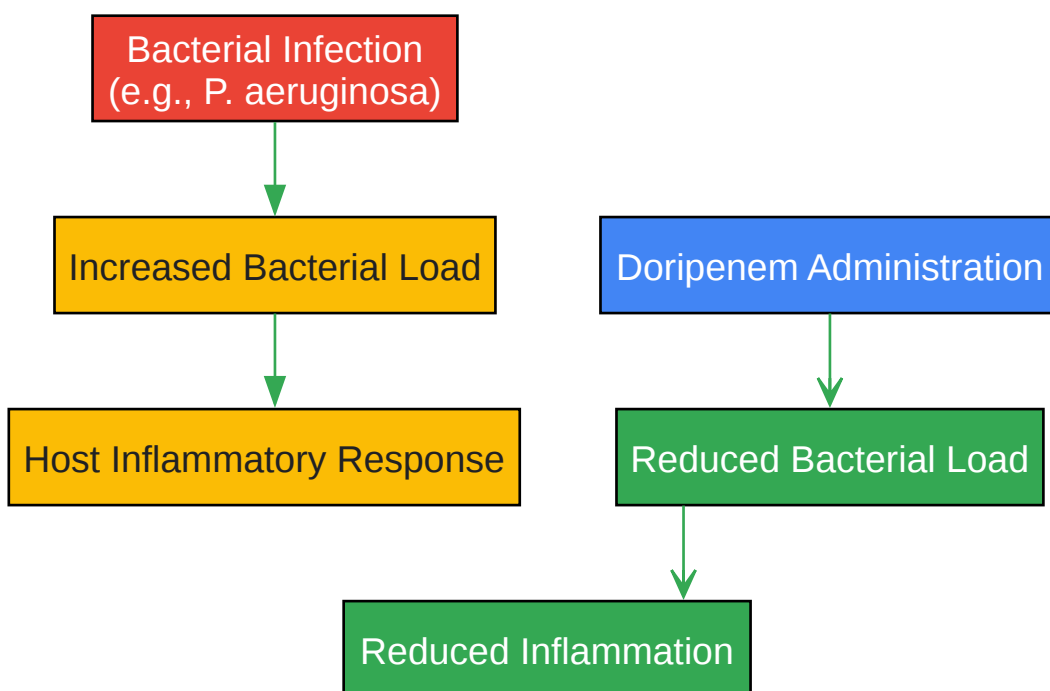 Bacterial Infection
(e.g., P. aeruginosa)
Increased Bacterial Load
Doripenem Administration
Host Inflammatory Response
Reduced Bacterial Load
Reduced Inflammation